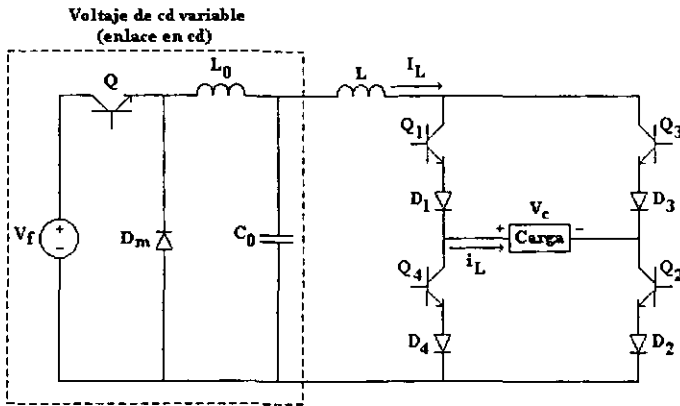 Voltaje de cd variable
(enlace en cd)
Q
L0
L
IL
Q1
Q3
D1
D3
Vc
Vf
+
−
Dm
C0
+
Carga
−
iL
Q4
Q2
D4
D2